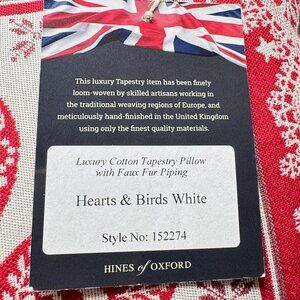 This luxury Tapestry item has been finely
loom-woven by skilled artisans working in
the traditional weaving regions of Europe, and
meticulously hand-finished in the United Kingdom
using only the finest quality materials.
Luxury Cotton Tapestry Pillow
with Faux Fur Piping
Hearts & Birds White
Style No: 152274
HINES of OXFORD